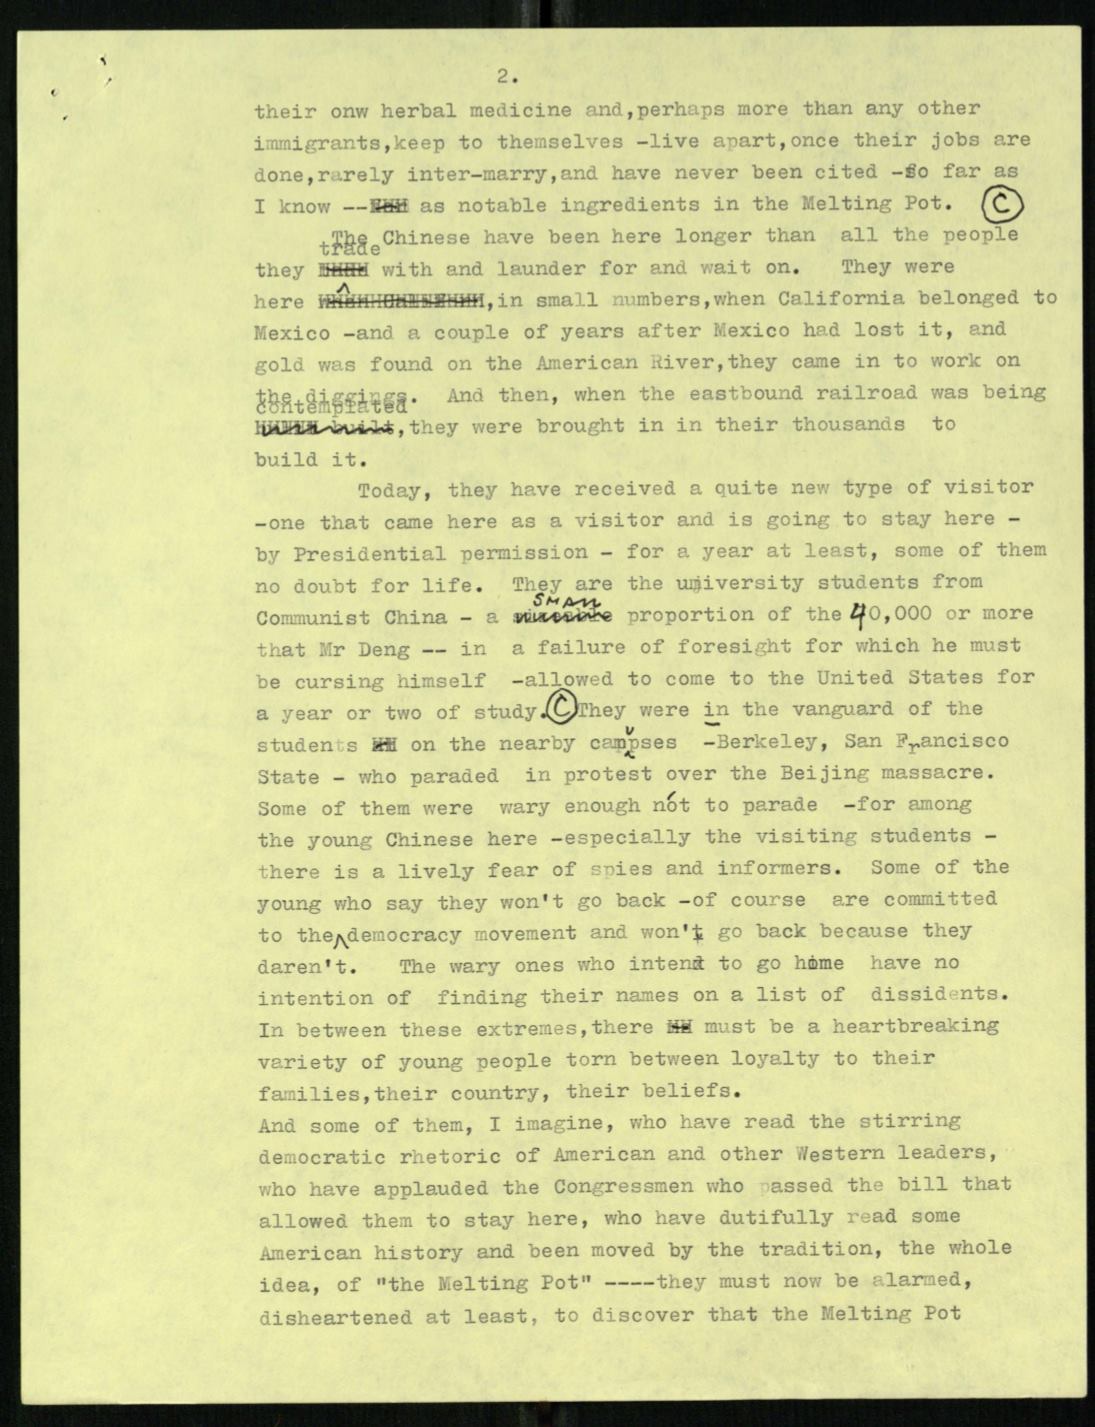 2.
their onw herbal medicine and,perhaps more than any other
immigrants,keep to themselves -live apart,once their jobs are
done,rarely inter-marry,and have never been cited -So far as
I know -- as notable ingredients in the Melting Pot. C
The Chinese have been here longer than all the people
trade
they with and launder for and wait on. They were
here ,in small numbers,when California belonged to
Mexico -and a couple of years after Mexico had lost it, and
gold was found on the American River,they came in to work on
the diggings. And then, when the eastbound railroad was being
contemplated
built,they were brought in in their thousands to
build it.
Today, they have received a quite new type of visitor
-one that came here as a visitor and is going to stay here -
by Presidential permission - for a year at least, some of them
no doubt for life. They are the university students from
SMALL
Communist China - a proportion of the 40,000 or more
that Mr Deng -- in a failure of foresight for which he must
be cursing himself -allowed to come to the United States for
a year or two of study. C They were in the vanguard of the
students on the nearby campuses -Berkeley, San Francisco
State - who paraded in protest over the Beijing massacre.
Some of them were wary enough not to parade -for among
the young Chinese here -especially the visiting students -
there is a lively fear of spies and informers. Some of the
young who say they won't go back -of course are committed
to the democracy movement and won't go back because they
daren't. The wary ones who intend to go home have no
intention of finding their names on a list of dissidents.
In between these extremes,there must be a heartbreaking
variety of young people torn between loyalty to their
families,their country, their beliefs.
And some of them, I imagine, who have read the stirring
democratic rhetoric of American and other Western leaders,
who have applauded the Congressmen who passed the bill that
allowed them to stay here, who have dutifully read some
American history and been moved by the tradition, the whole
idea, of "the Melting Pot" ----they must now be alarmed,
disheartened at least, to discover that the Melting Pot